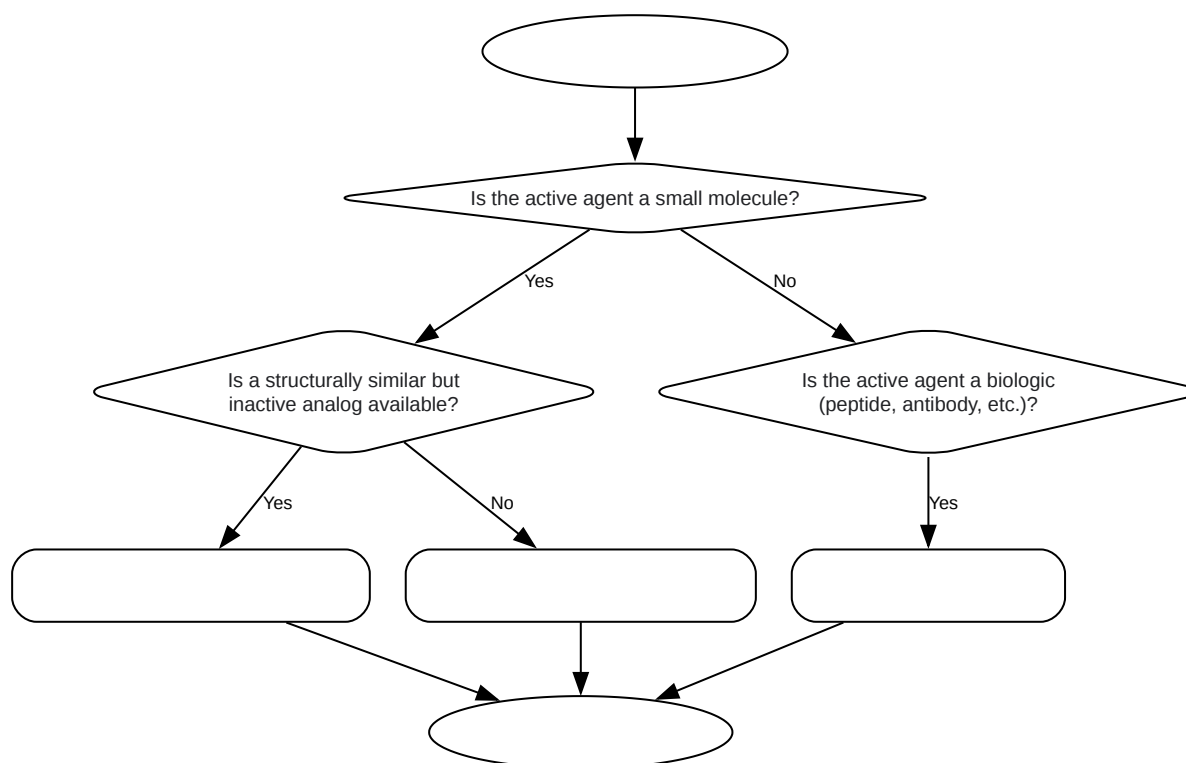 Is the active agent a small molecule?
Yes
No
Is a structurally similar but
inactive analog available?
Is the active agent a biologic
(peptide, antibody, etc.)?
Yes
No
Yes